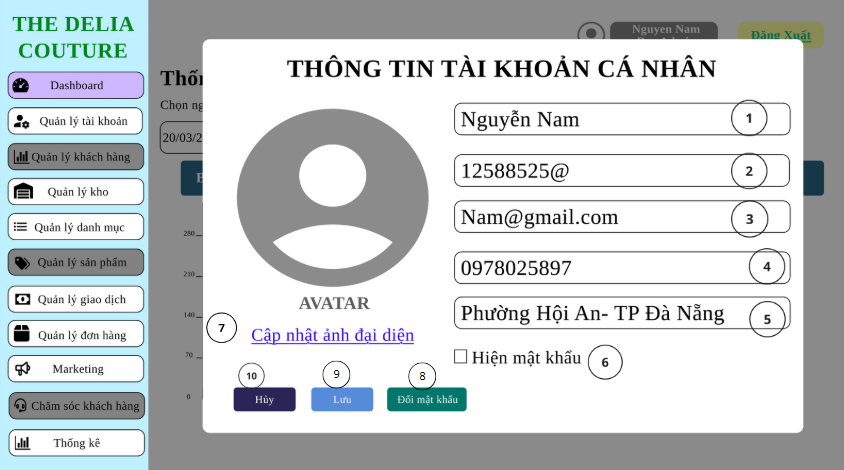 THE DELIA
COUTURE
Dashboard
Quản lý tài khoản
Quản lý khách hàng
Quản lý kho
Quản lý danh mục
Quản lý sản phẩm
Quản lý giao dịch
Quản lý đơn hàng
Marketing
Chăm sóc khách hàng
Thống kê
Nguyen Nam
Đăng Xuất
Thốn
Chọn ng
20/03/2
280
210
140
70
0
THÔNG TIN TÀI KHOẢN CÁ NHÂN
AVATAR
7
Cập nhật ảnh đại diện
10
9
8
Hủy
Lưu
Đổi mật khẩu
Nguyễn Nam
1
12588525@
2
Nam@gmail.com
3
0978025897
4
Phường Hội An- TP Đà Nẵng
5
Hiện mật khẩu
6